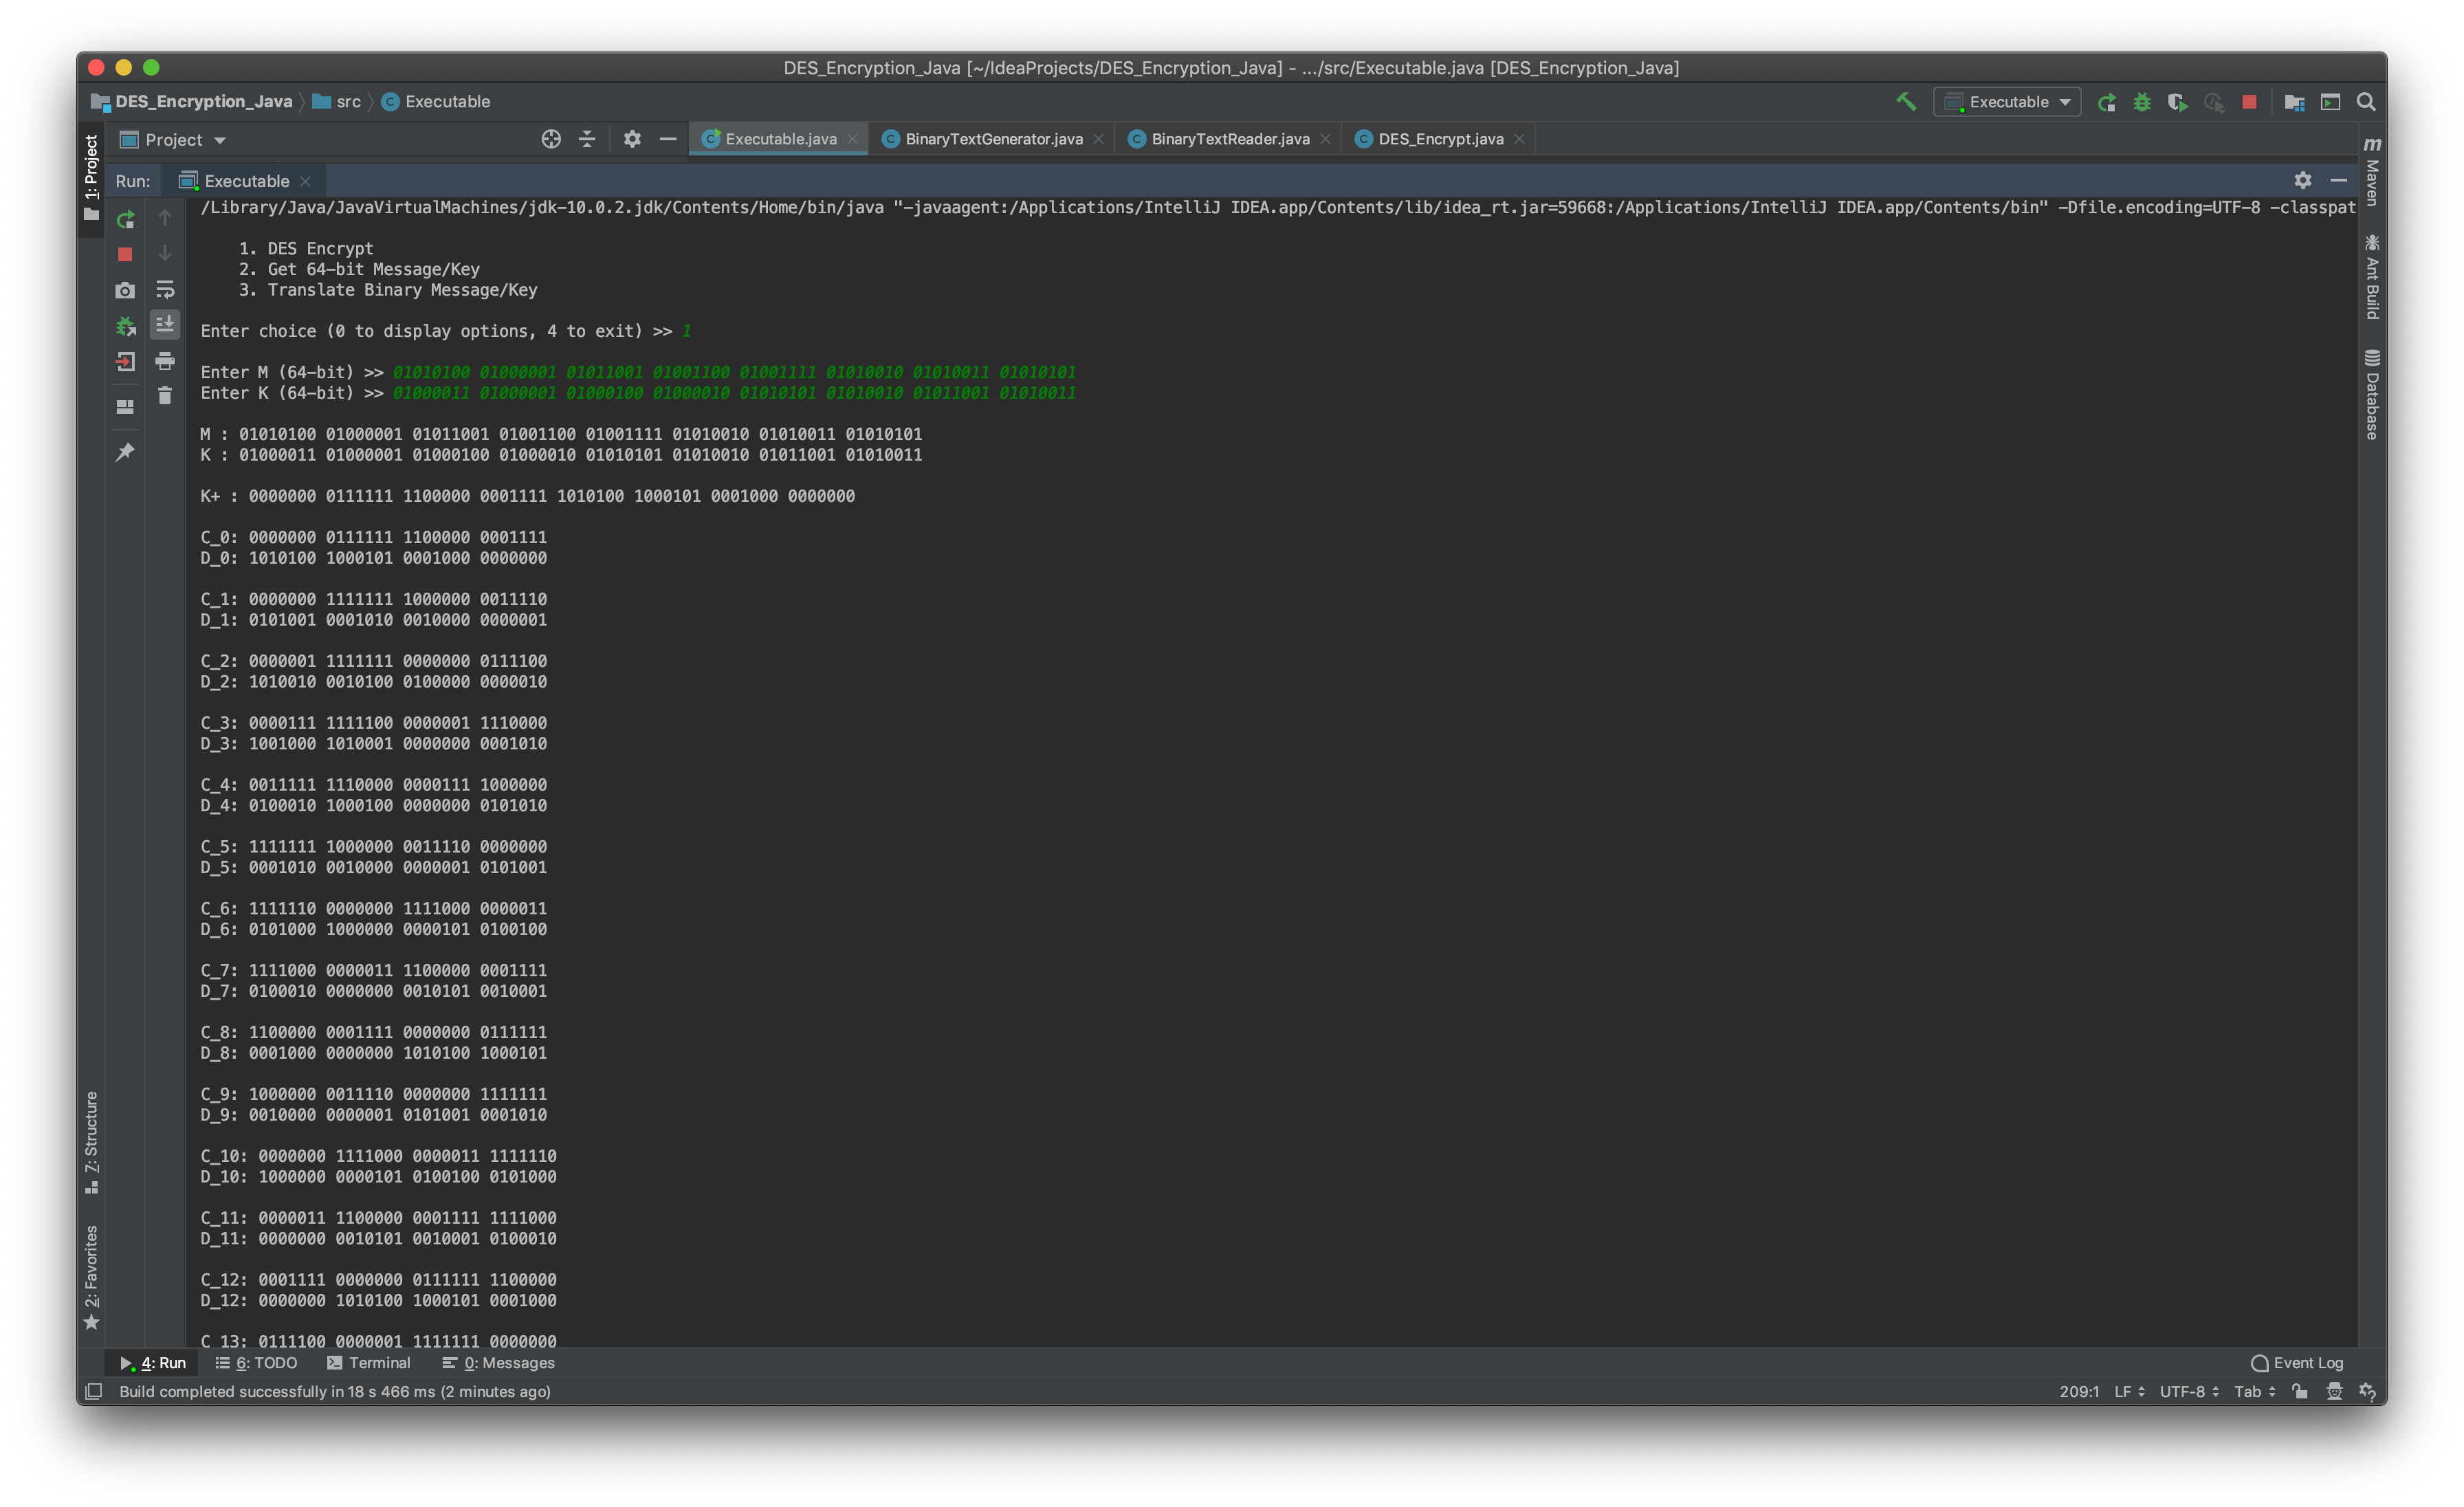 DES_Encryption_Java [~/IdeaProjects/DES_Encryption_Java] - .../src/Executable.java [DES_Encryption_Java]
DES_Encryption_Java src Executable
Executable
Project
Executable.java
BinaryTextGenerator.java
BinaryTextReader.java
DES_Encrypt.java
Run: Executable
/Library/Java/JavaVirtualMachines/jdk-10.0.2.jdk/Contents/Home/bin/java "-javaagent:/Applications/IntelliJ IDEA.app/Contents/lib/idea_rt.jar=59668:/Applications/IntelliJ IDEA.app/Contents/bin" -Dfile.encoding=UTF-8 -classpat
1. DES Encrypt
2. Get 64-bit Message/Key
3. Translate Binary Message/Key
Enter choice (0 to display options, 4 to exit) >> 1
Enter M (64-bit) >> 01010100 01000001 01011001 01001100 01001111 01010010 01010011 01010101
Enter K (64-bit) >> 01000011 01000001 01000100 01000010 01010101 01010010 01011001 01010011
M : 01010100 01000001 01011001 01001100 01001111 01010010 01010011 01010101
K : 01000011 01000001 01000100 01000010 01010101 01010010 01011001 01010011
K+ : 0000000 0111111 1100000 0001111 1010100 1000101 0001000 0000000
C_0: 0000000 0111111 1100000 0001111
D_0: 1010100 1000101 0001000 0000000
C_1: 0000000 1111111 1000000 0011110
D_1: 0101001 0001010 0010000 0000001
C_2: 0000001 1111111 0000000 0111100
D_2: 1010010 0010100 0100000 0000010
C_3: 0000111 1111100 0000001 1110000
D_3: 1001000 1010001 0000000 0001010
C_4: 0011111 1110000 0000111 1000000
D_4: 0100010 1000100 0000000 0101010
C_5: 1111111 1000000 0011110 0000000
D_5: 0001010 0010000 0000001 0101001
C_6: 1111110 0000000 1111000 0000011
D_6: 0101000 1000000 0000101 0100100
C_7: 1111000 0000011 1100000 0001111
D_7: 0100010 0000000 0010101 0010001
C_8: 1100000 0001111 0000000 0111111
D_8: 0001000 0000000 1010100 1000101
C_9: 1000000 0011110 0000000 1111111
D_9: 0010000 0000001 0101001 0001010
C_10: 0000000 1111000 0000011 1111110
D_10: 1000000 0000101 0100100 0101000
C_11: 0000011 1100000 0001111 1111000
D_11: 0000000 0010101 0010001 0100010
C_12: 0001111 0000000 0111111 1100000
D_12: 0000000 1010100 1000101 0001000
C_13: 0111100 0000001 1111111 0000000
1: Project
7: Structure
2: Favorites
Maven
Ant Build
Database
4: Run
6: TODO
Terminal
0: Messages
Event Log
Build completed successfully in 18 s 466 ms (2 minutes ago)
209:1 LF UTF-8 Tab